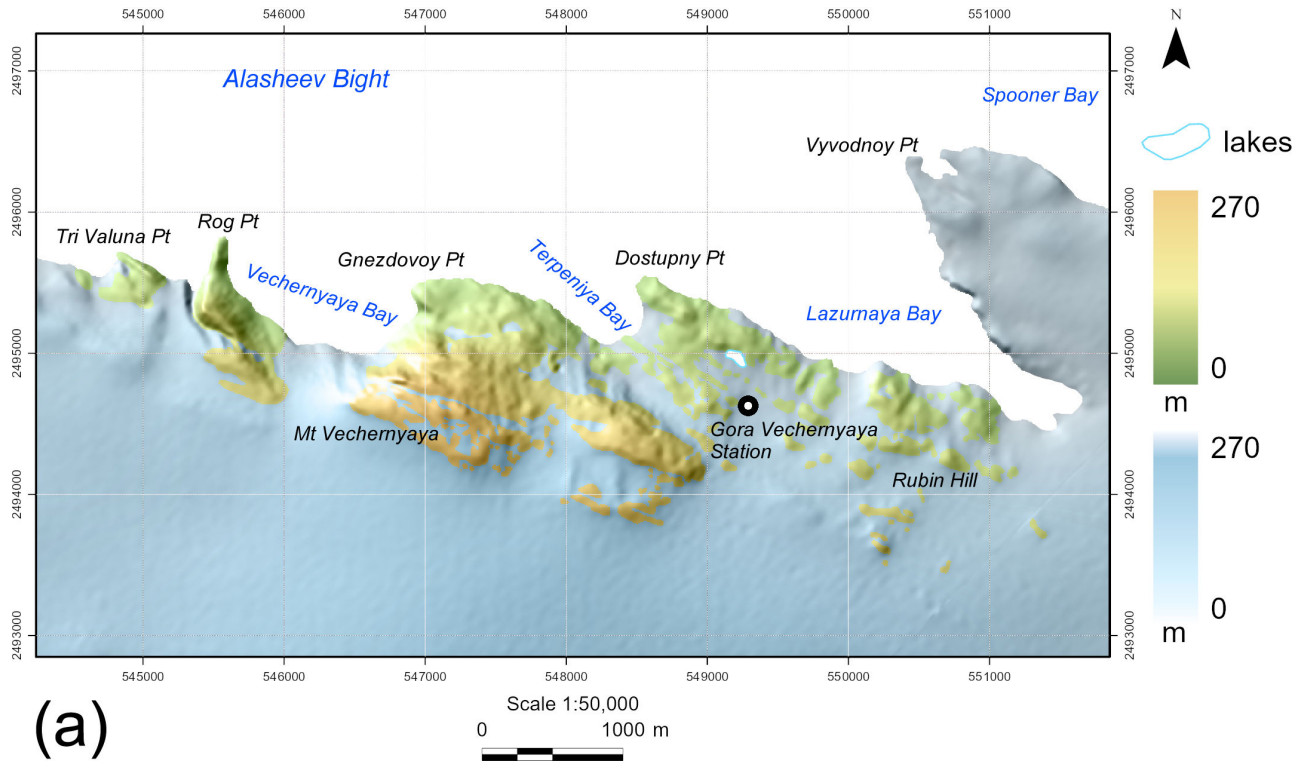 545000 546000 547000 548000 549000 550000 551000
N
2497000
2497000
Alasheev Bight
Spooner Bay
Vyvodnoy Pt
lakes
270
0
m
270
0
m
2496000
2496000
Tri Valuna Pt
Rog Pt
Gnezdovoy Pt
Dostupny Pt
Vechernyaya Bay
Terpeniya Bay
Lazurnaya Bay
2495000
2495000
Mt Vechernyaya
Gora Vechernyaya
Station
Rubin Hill
2494000
2494000
2493000
2493000
545000 546000 547000 548000 549000 550000 551000
(a)
Scale 1:50,000
0 1000 m